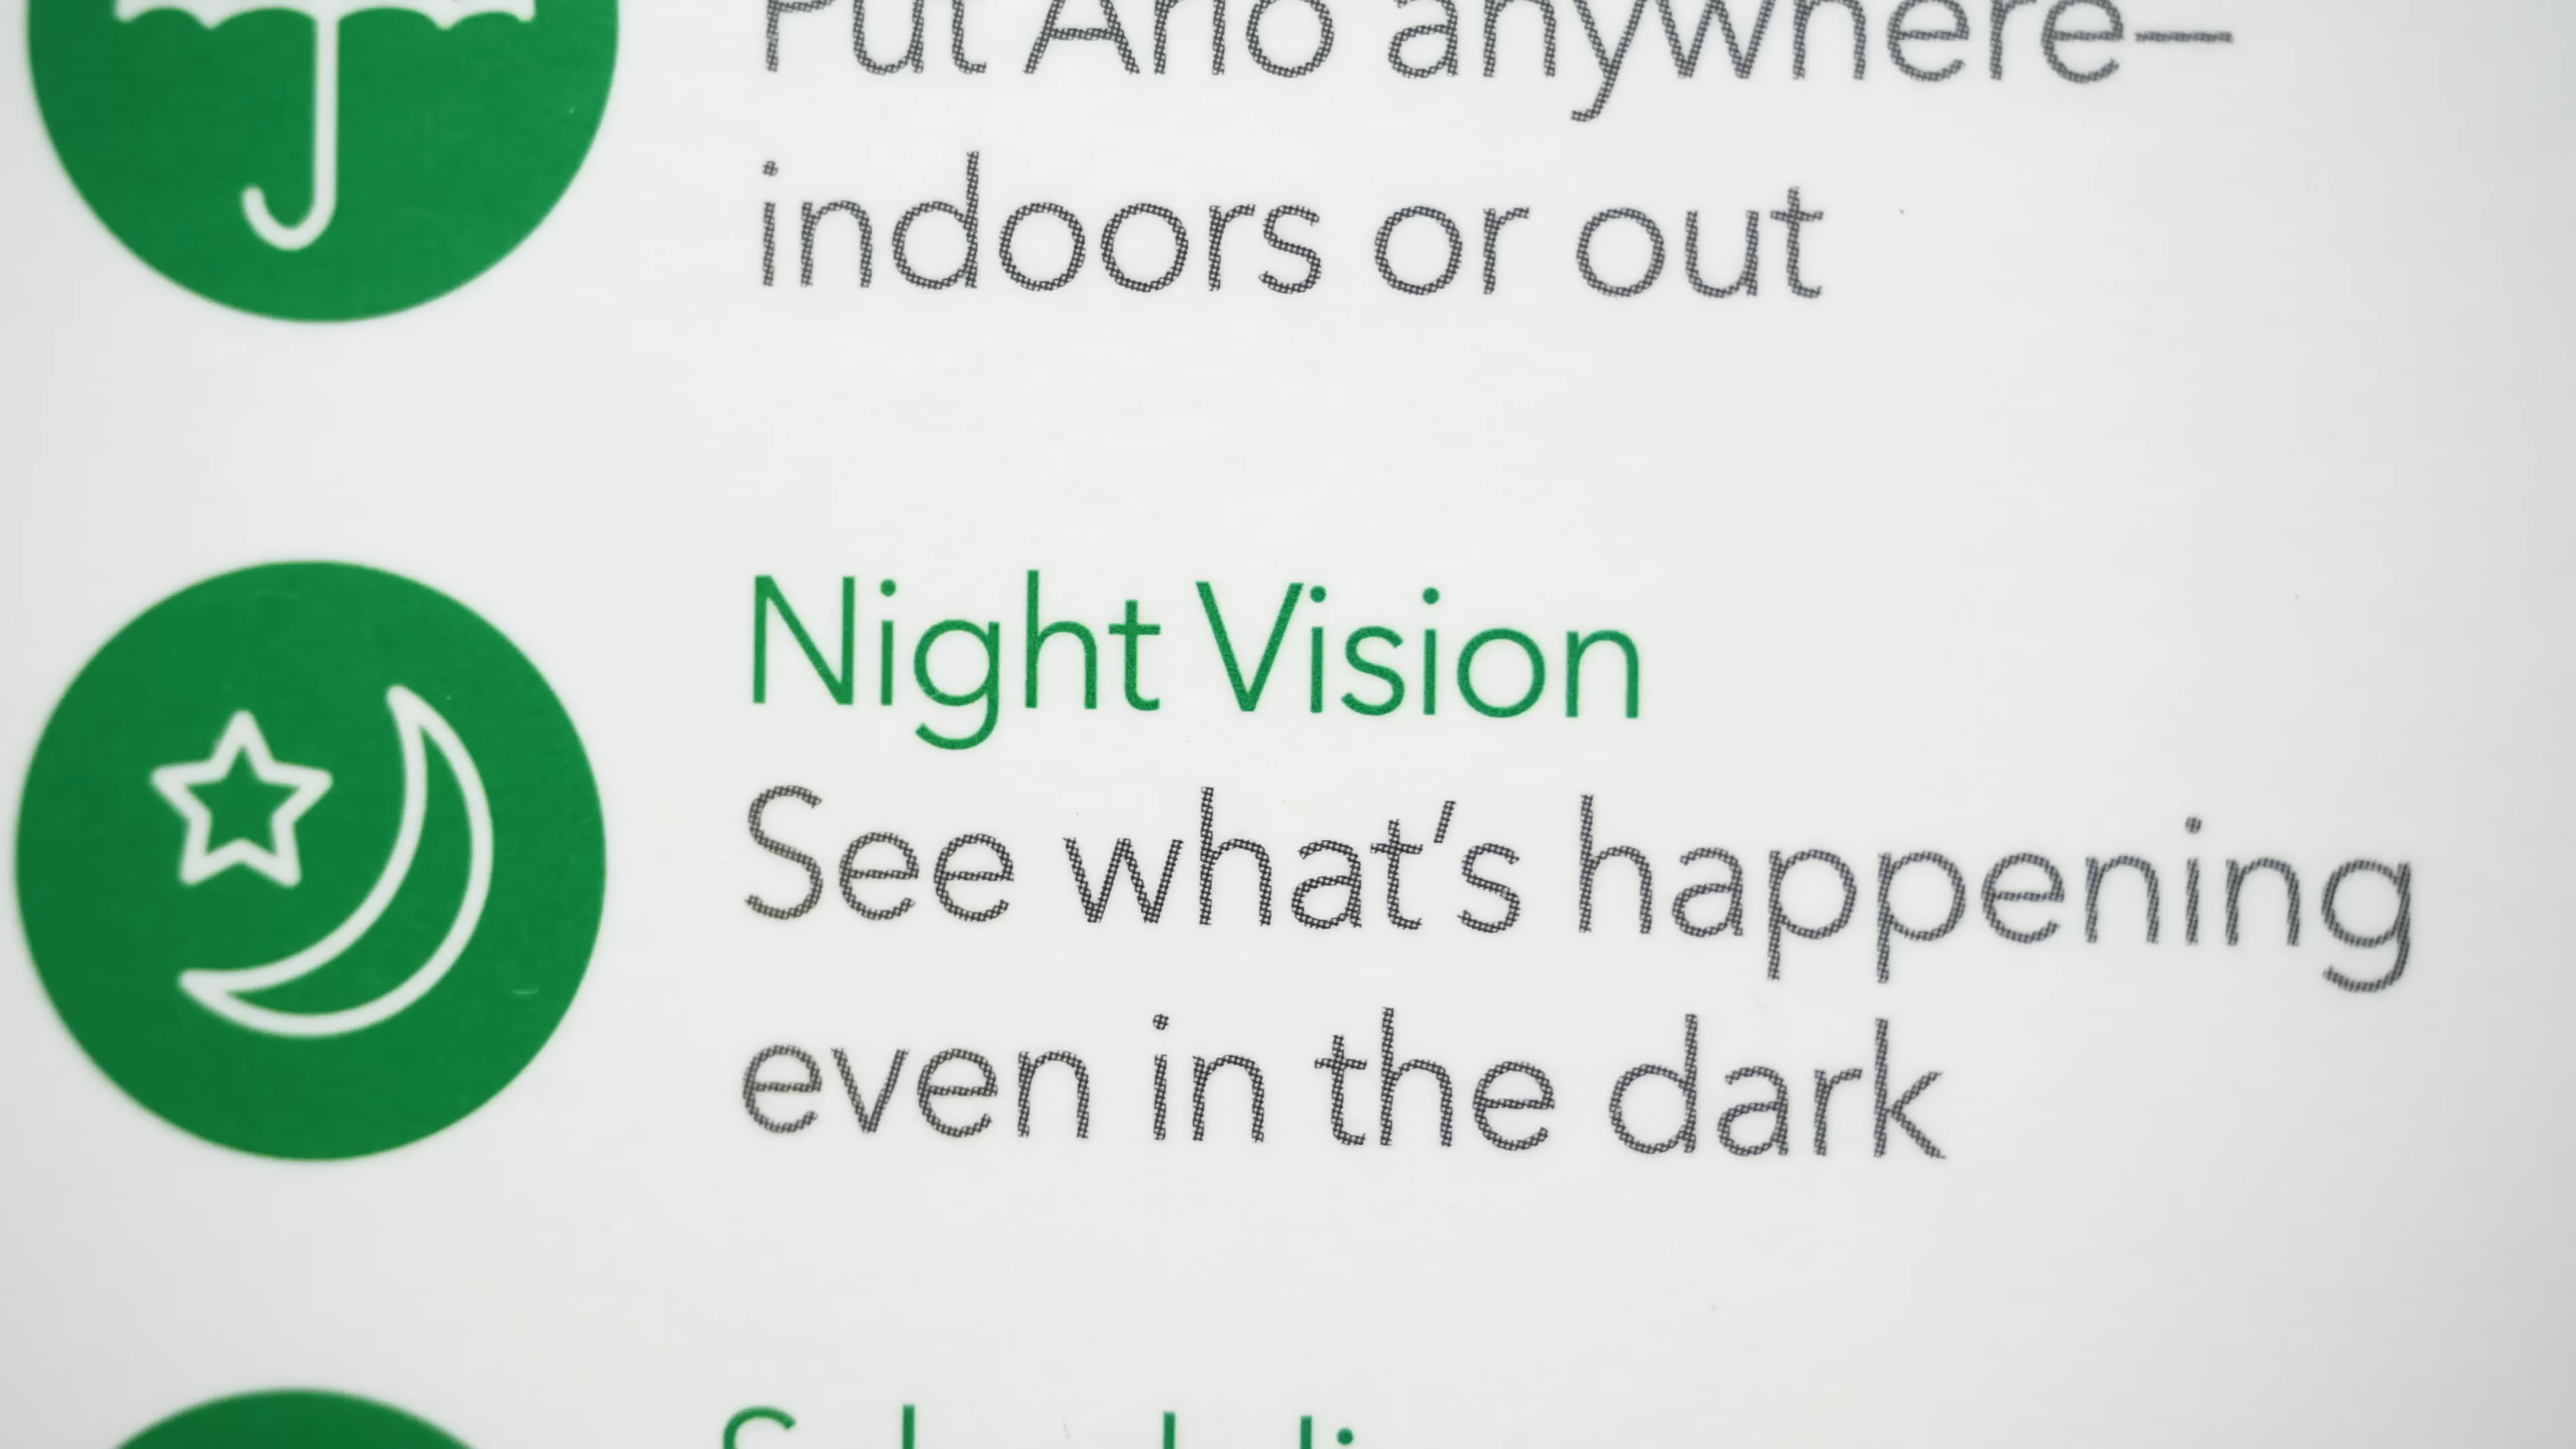 Put Arlo anywhere—
indoors or out
Night Vision
See what's happening
even in the dark